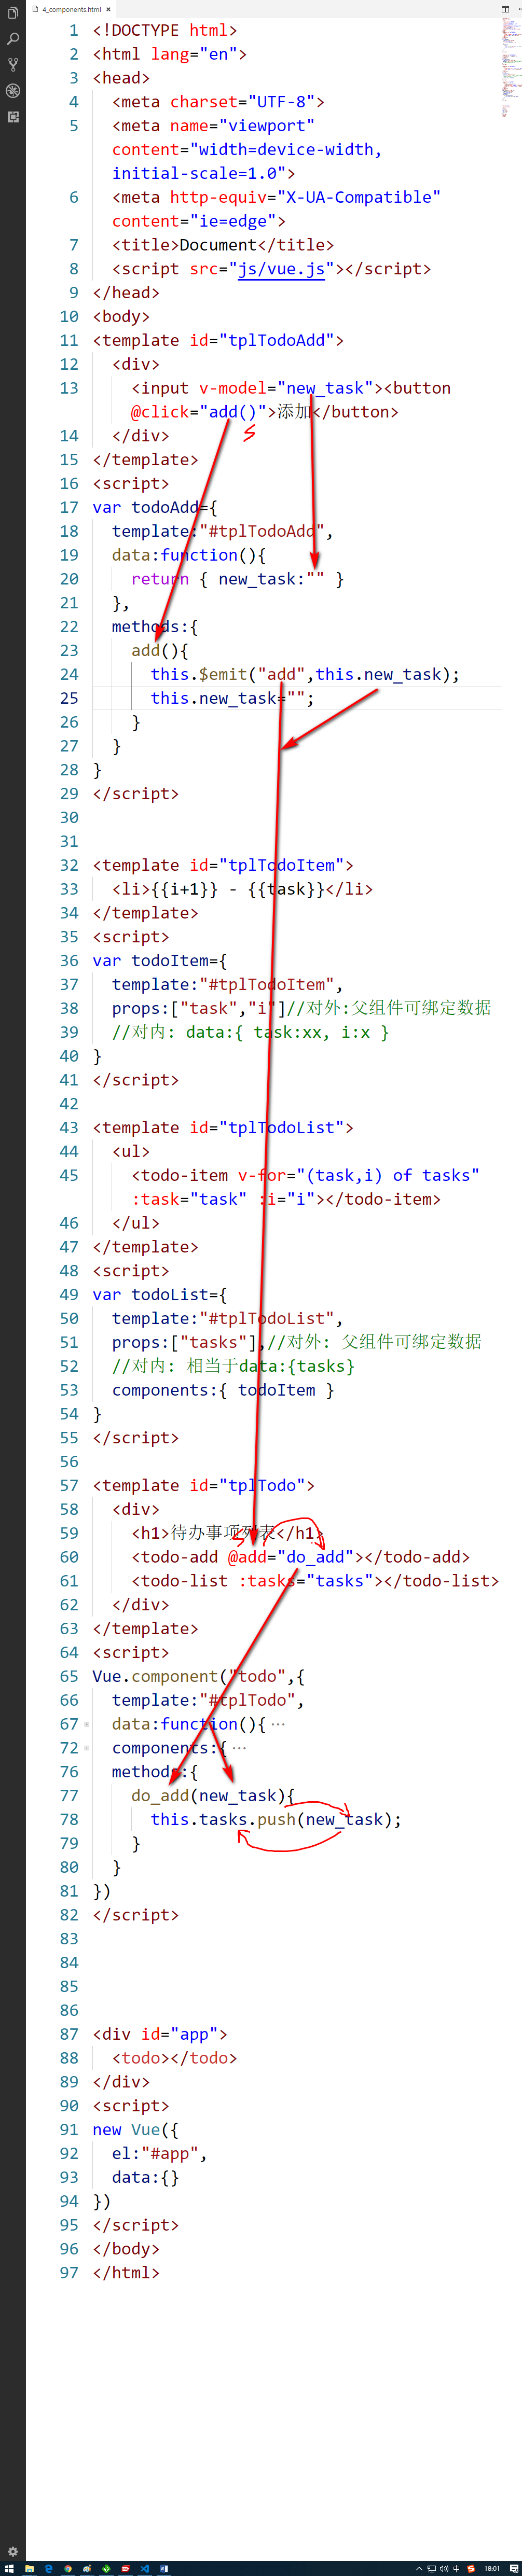 4_components.html ×
1 <!DOCTYPE html>
2 <html lang="en">
3 <head>
4 <meta charset="UTF-8">
5 <meta name="viewport"
content="width=device-width,
initial-scale=1.0">
6 <meta http-equiv="X-UA-Compatible"
content="ie=edge">
7 <title>Document</title>
8 <script src="js/vue.js"></script>
9 </head>
10 <body>
11 <template id="tplTodoAdd">
12 <div>
13 <input v-model="new_task"><button
@click="add()">添加</button>
14 </div>
15 </template>
16 <script>
17 var todoAdd={
18 template:"#tplTodoAdd",
19 data:function(){
20 return { new_task:"" }
21 },
22 methods:{
23 add(){
24 this.$emit("add",this.new_task);
25 this.new_task="";
26 }
27 }
28 }
29 </script>
30
31
32 <template id="tplTodoItem">
33 <li>{{i+1}} - {{task}}</li>
34 </template>
35 <script>
36 var todoItem={
37 template:"#tplTodoItem",
38 props:["task","i"]//对外:父组件可绑定数据
39 //对内: data:{ task:xx, i:x }
40 }
41 </script>
42
43 <template id="tplTodoList">
44 <ul>
45 <todo-item v-for="(task,i) of tasks"
:task="task" :i="i"></todo-item>
46 </ul>
47 </template>
48 <script>
49 var todoList={
50 template:"#tplTodoList",
51 props:["tasks"],//对外: 父组件可绑定数据
52 //对内: 相当于data:{tasks}
53 components:{ todoItem }
54 }
55 </script>
56
57 <template id="tplTodo">
58 <div>
59 <h1>待办事项列表</h1>
60 <todo-add @add="do_add"></todo-add>
61 <todo-list :tasks="tasks"></todo-list>
62 </div>
63 </template>
64 <script>
65 Vue.component("todo",{
66 template:"#tplTodo",
67 data:function(){ ···
72 components:{ ···
76 methods:{
77 do_add(new_task){
78 this.tasks.push(new_task);
79 }
80 }
81 })
82 </script>
83
84
85
86
87 <div id="app">
88 <todo></todo>
89 </div>
90 <script>
91 new Vue({
92 el:"#app",
93 data:{}
94 })
95 </script>
96 </body>
97 </html>
中 18:01